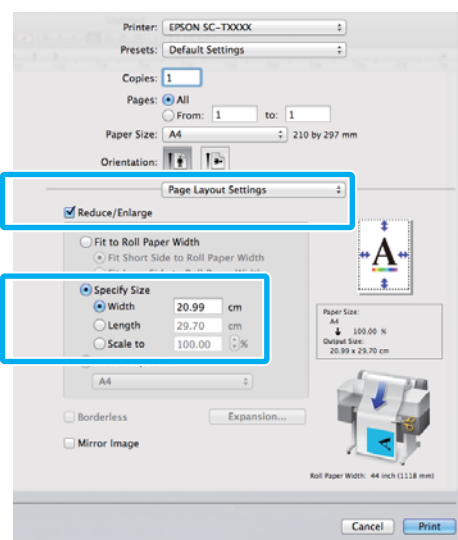 Printer: EPSON SC-TXXXX
Presets: Default Settings
Copies: 1
Pages: All
From: 1 to: 1
Paper Size: A4 210 by 297 mm
Orientation:
Page Layout Settings
Reduce/Enlarge
Fit to Roll Paper Width
Fit Short Side to Roll Paper Width
Specify Size
Width 20.99 cm
Length 29.70 cm
Scale to 100.00 %
A4
Borderless Expansion...
Mirror Image
A
Paper Size:
A4
100.00 %
Output Size:
20.99 x 29.70 cm
Roll Paper Width: 44 inch (1118 mm)
Cancel Print